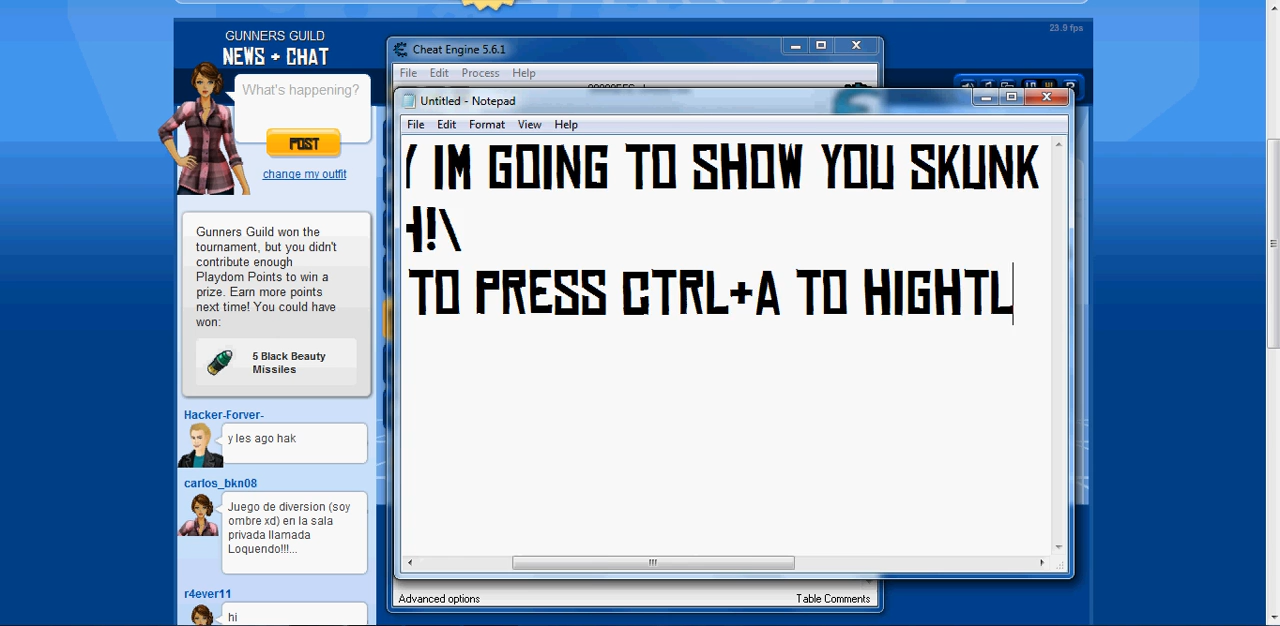 23.9 fps
GUNNERS GUILD
NEWS + CHAT
What's happening?
POST
change my outfit
Gunners Guild won the
tournament, but you didn't
contribute enough
Playdom Points to win a
prize. Earn more points
next time! You could have
won:
5 Black Beauty
Missiles
Hacker-Forver-
y les ago hak
carlos_bkn08
Juego de diversion (soy
ombre xd) en la sala
privada llamada
Loquendo!!!...
r4ever11
hi
Cheat Engine 5.6.1
File Edit Process Help
Untitled - Notepad
File Edit Format View Help
Y IM GOING TO SHOW YOU SKUNK
H!\
TO PRESS CTRL+A TO HIGHTL
Advanced options
Table Comments